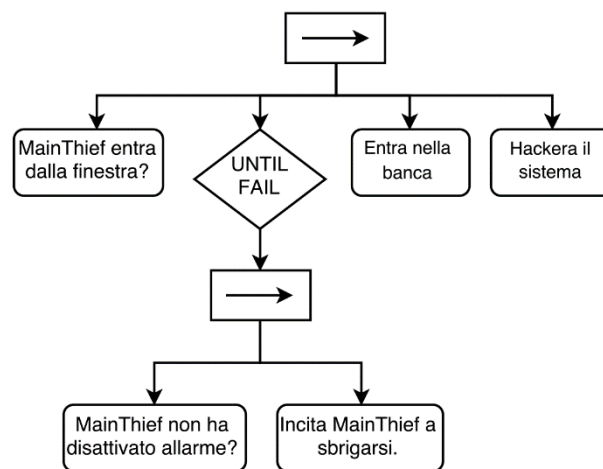 MainThief entra
dalla finestra?
UNTIL
FAIL
Entra nella
banca
Hackera il
sistema
MainThief non ha
disattivato allarme?
Incita MainThief a
sbrigarsi.